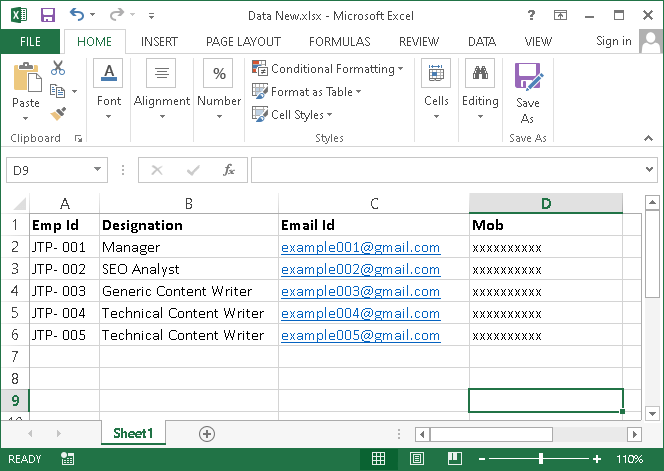 Data New.xlsx - Microsoft Excel
FILE HOME INSERT PAGE LAYOUT FORMULAS REVIEW DATA VIEW Sign in
Paste Font Alignment Number Conditional Formatting Format as Table Cell Styles Cells Editing Save As
Clipboard Styles Save As
D9 fx
A B C D
1 Emp Id Designation Email Id Mob
2 JTP- 001 Manager example001@gmail.com xxxxxxxxxx
3 JTP- 002 SEO Analyst example002@gmail.com xxxxxxxxxx
4 JTP- 003 Generic Content Writer example003@gmail.com xxxxxxxxxx
5 JTP- 004 Technical Content Writer example004@gmail.com xxxxxxxxxx
6 JTP- 005 Technical Content Writer example005@gmail.com xxxxxxxxxx
7
8
9
10
Sheet1
READY 110%